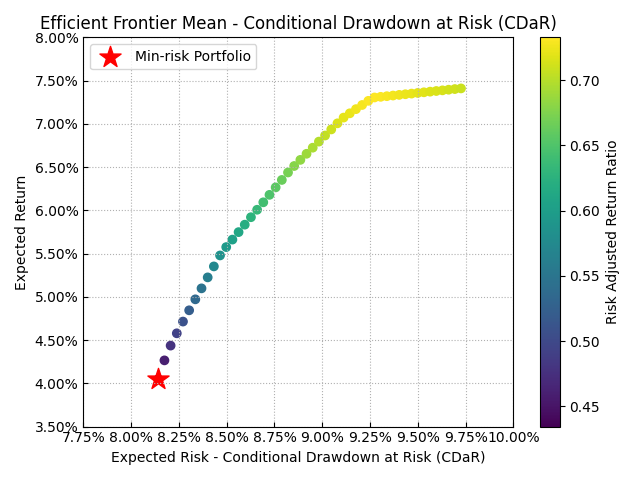 Efficient Frontier Mean - Conditional Drawdown at Risk (CDaR)
Min-risk Portfolio
Expected Return
8.00%
7.50%
7.00%
6.50%
6.00%
5.50%
5.00%
4.50%
4.00%
3.50%
7.75% 8.00% 8.25% 8.50% 8.75% 9.00% 9.25% 9.50% 9.75% 10.00%
Expected Risk - Conditional Drawdown at Risk (CDaR)
0.70
0.65
0.60
0.55
0.50
0.45
Risk Adjusted Return Ratio